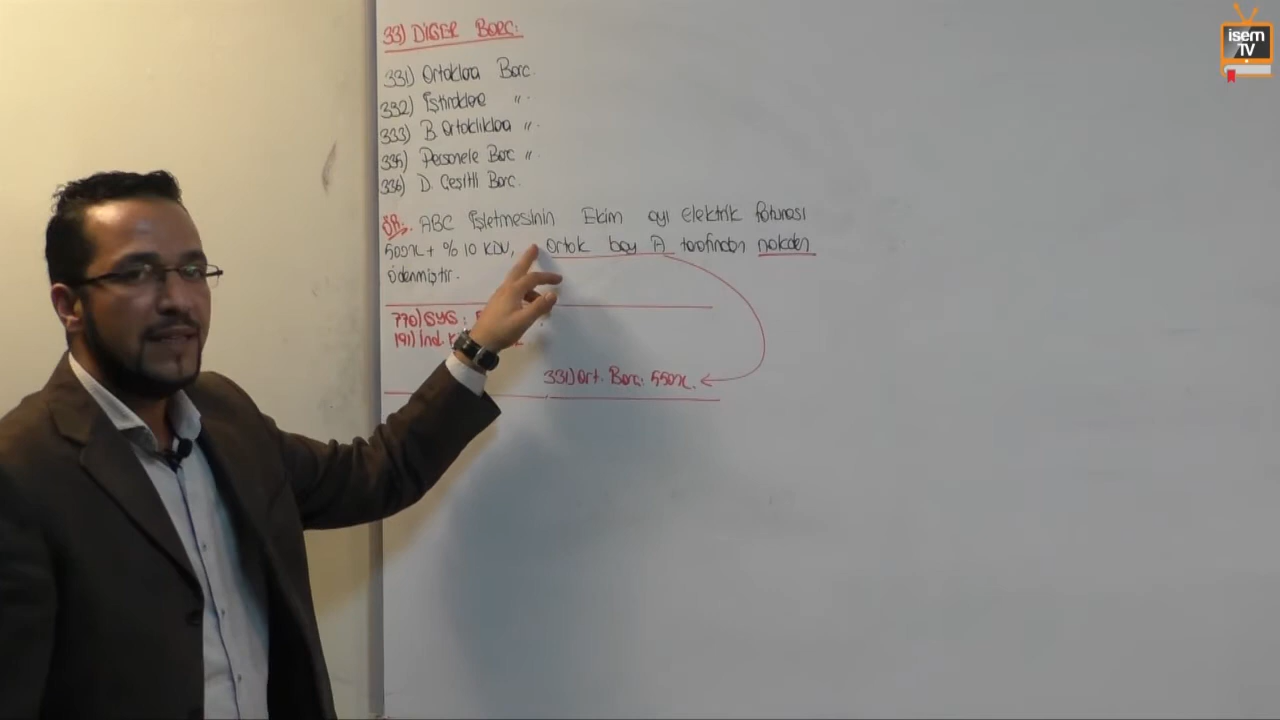 33) DİĞER BORÇ.
331) Ortaklara Borç.
332) İştiraklere "
333) B. Ortaklıklara "
335) Personele Borç "
336) D. Çeşitli Borç.
ÖR: ABC İşletmesinin Ekim ayı elektrik faturası
500TL + % 10 KDV, Ortak bay A tarafından nakden
ödenmiştir.
770) GYG:
191) İnd.
331) Ort. Borç: 550TL.
isem
TV